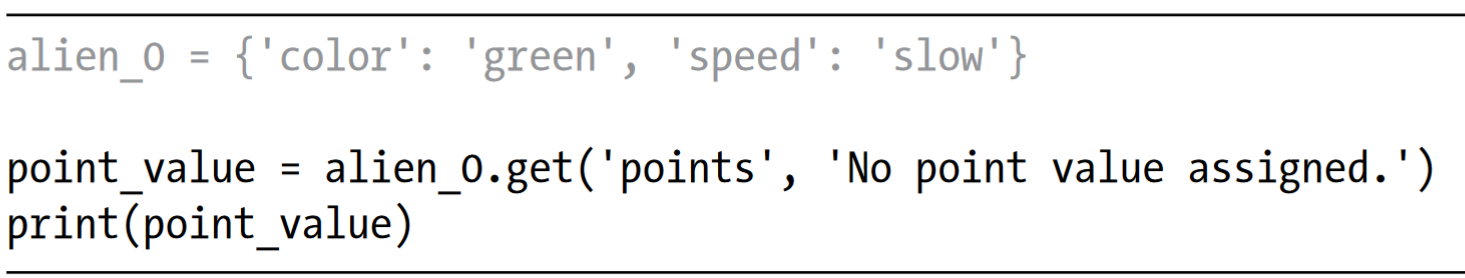 alien_0 = {'color': 'green', 'speed': 'slow'}
point_value = alien_0.get('points', 'No point value assigned.')
print(point_value)